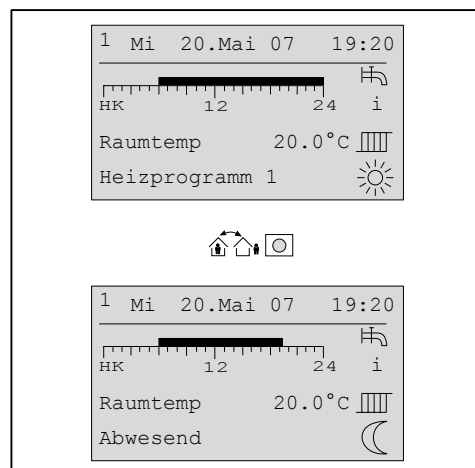 1 Mi 20.Mai 07 19:20
HK 12 24 i
Raumtemp 20.0°C
Heizprogramm 1
1 Mi 20.Mai 07 19:20
HK 12 24 i
Raumtemp 20.0°C
Abwesend